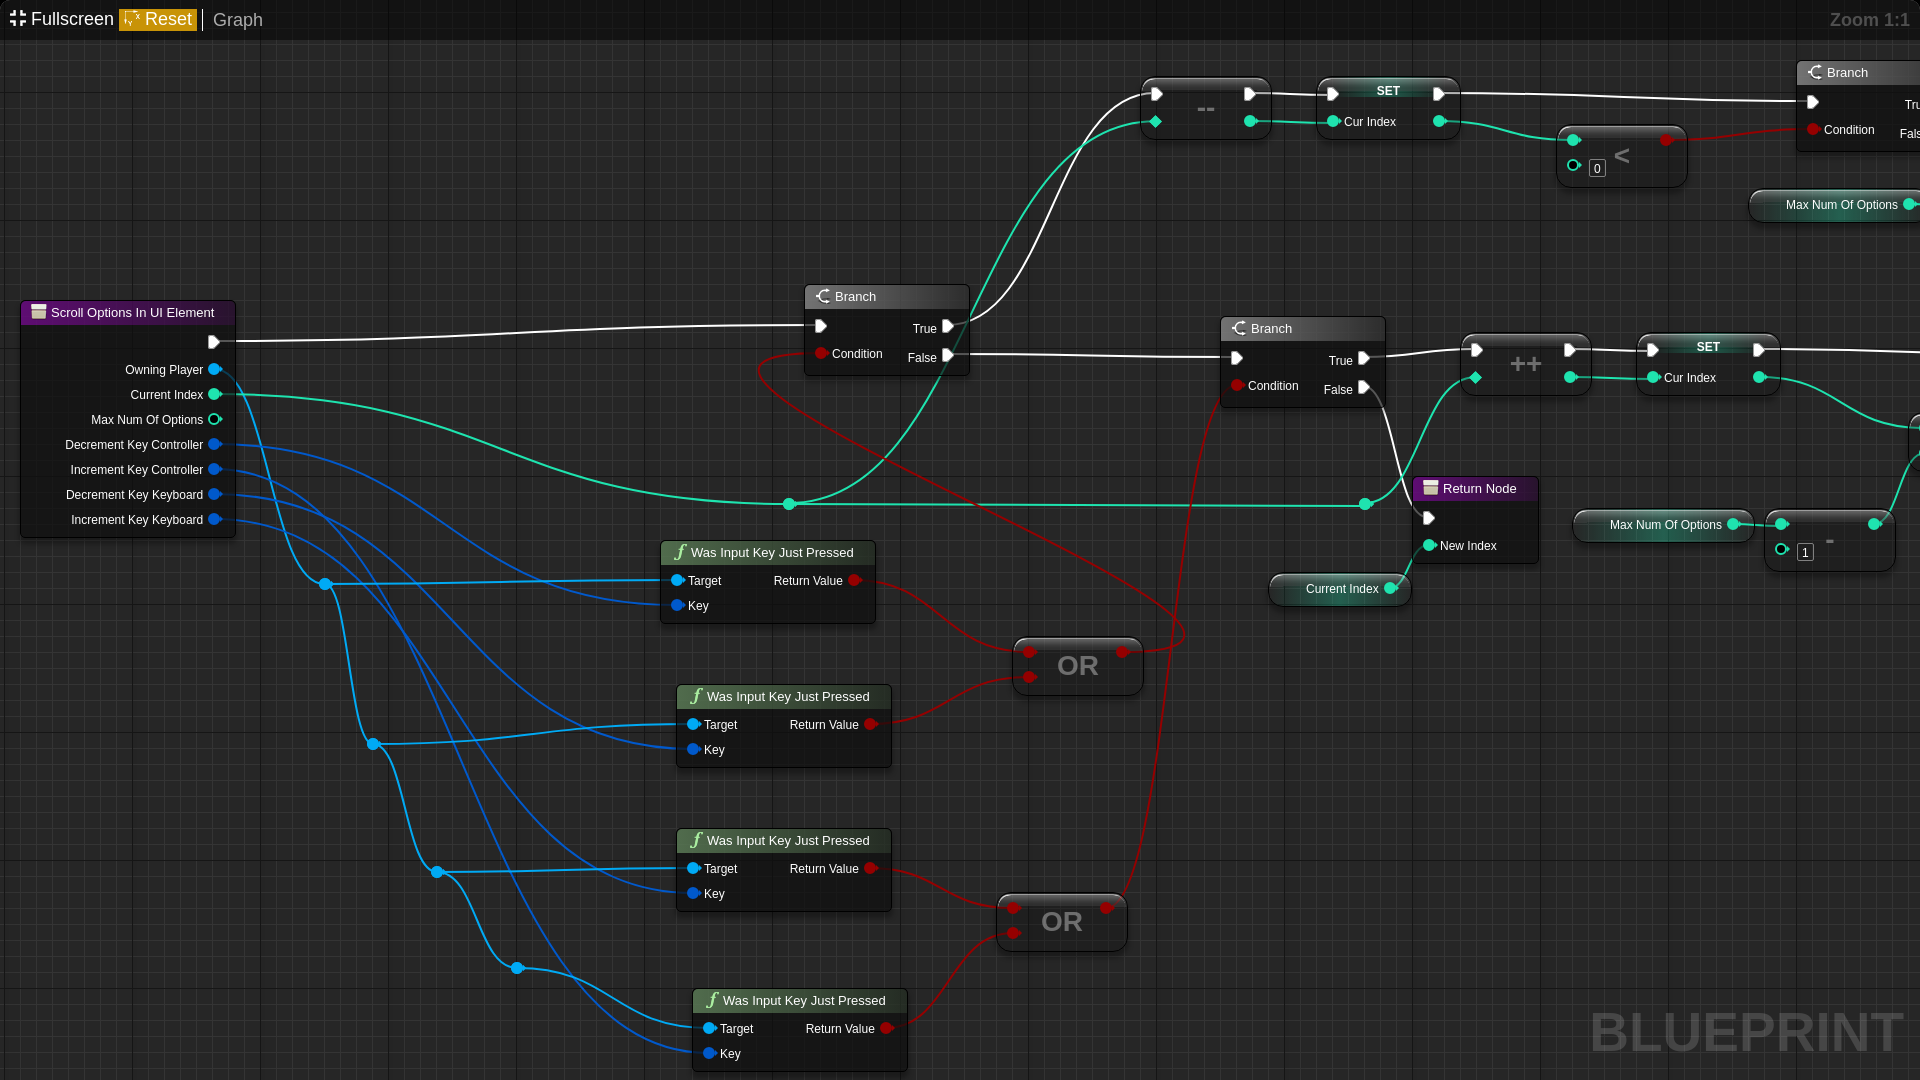 Fullscreen Reset Graph
Zoom 1:1
--
SET
Cur Index
<
0
Branch
Condition
Max Num Of Options
Scroll Options In UI Element
Owning Player
Current Index
Max Num Of Options
Decrement Key Controller
Increment Key Controller
Decrement Key Keyboard
Increment Key Keyboard
Branch
True
Condition
False
Branch
True
Condition
False
++
SET
Cur Index
Return Node
New Index
Current Index
Max Num Of Options
-
1
Was Input Key Just Pressed
Target Return Value
Key
OR
Was Input Key Just Pressed
Target Return Value
Key
Was Input Key Just Pressed
Target Return Value
Key
OR
Was Input Key Just Pressed
Target Return Value
Key
BLUEPRINT